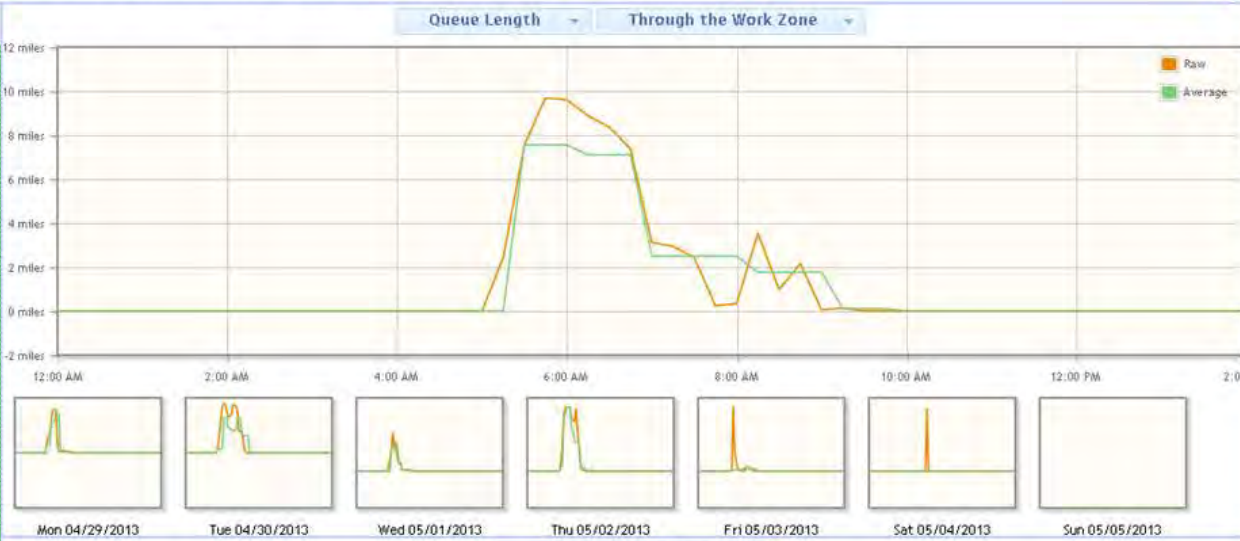 Queue Length
Through the Work Zone
12 miles
10 miles
8 miles
6 miles
4 miles
2 miles
0 miles
-2 miles
Raw
Average
12:00 AM 2:00 AM 4:00 AM 6:00 AM 8:00 AM 10:00 AM 12:00 PM 2:0
Mon 04/29/2013 Tue 04/30/2013 Wed 05/01/2013 Thu 05/02/2013 Fri 05/03/2013 Sat 05/04/2013 Sun 05/05/2013